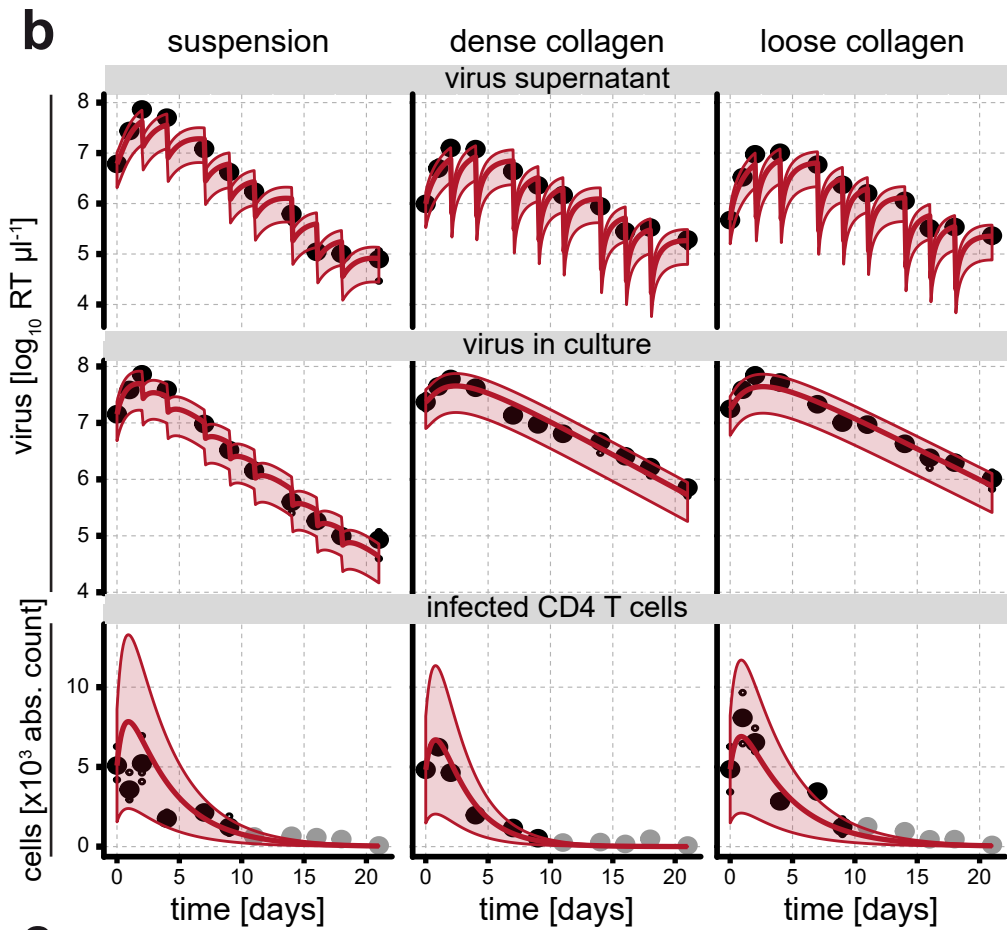 b
suspension dense collagen loose collagen
virus supernatant
8
7
6
5
4
virus in culture
8
7
6
5
4
virus [log₁₀ RT µl⁻¹]
infected CD4 T cells
10
5
0
cells [x10³ abs. count]
0 5 10 15 20 0 5 10 15 20 0 5 10 15 20
time [days] time [days] time [days]